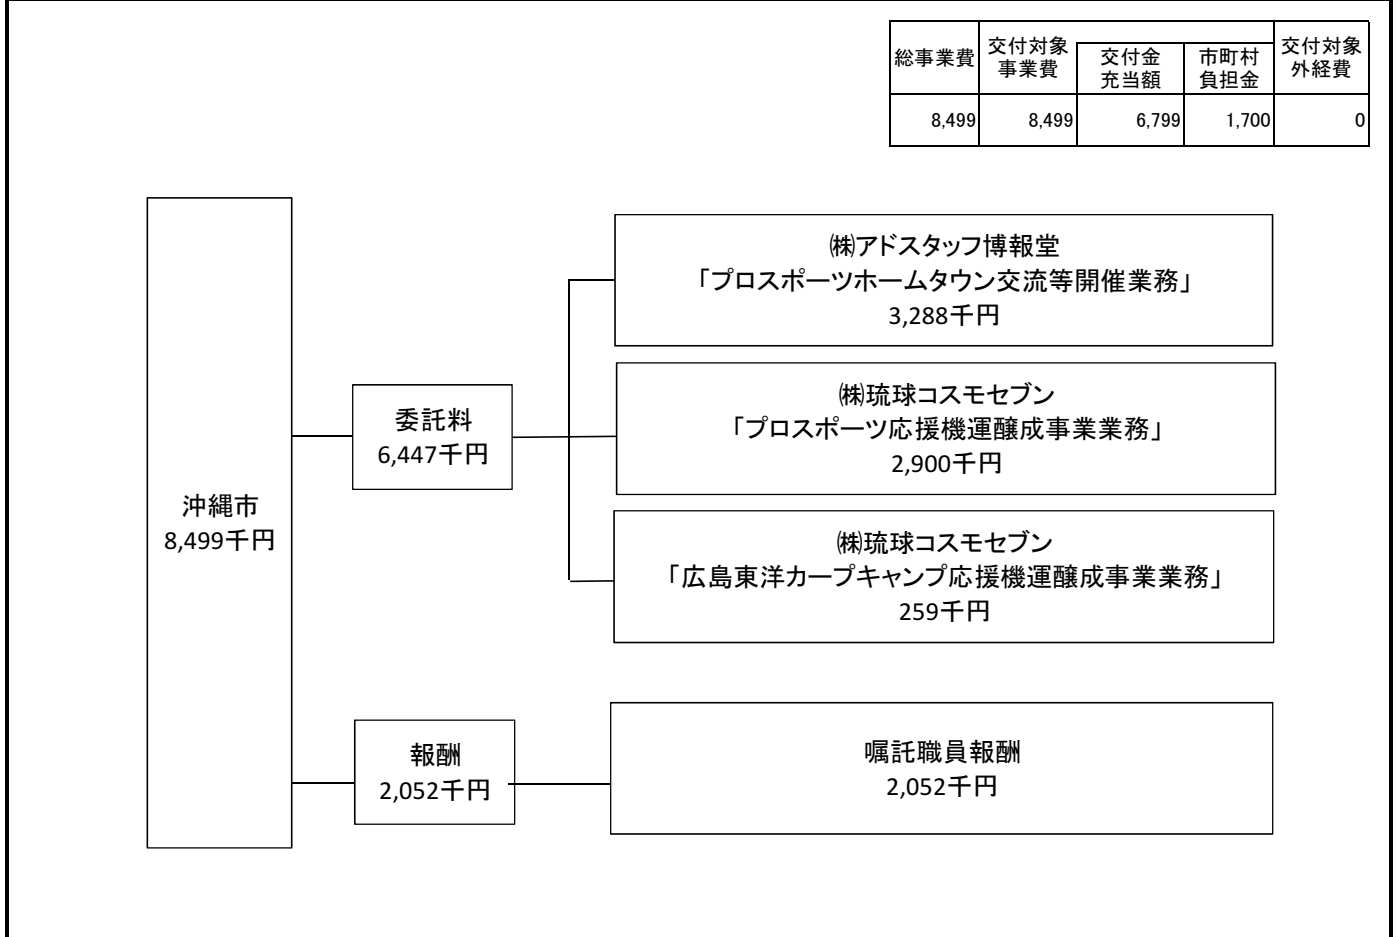 総事業費
交付対象
事業費
交付金
充当額
市町村
負担金
交付対象
外経費
8,499 8,499 6,799 1,700 0
㈱アドスタッフ博報堂
「プロスポーツホームタウン交流等開催業務」
3,288千円
㈱琉球コスモセブン
「プロスポーツ応援機運醸成事業業務」
2,900千円
委託料
6,447千円
沖縄市
8,499千円
㈱琉球コスモセブン
「広島東洋カープキャンプ応援機運醸成事業業務」
259千円
報酬
2,052千円
嘱託職員報酬
2,052千円